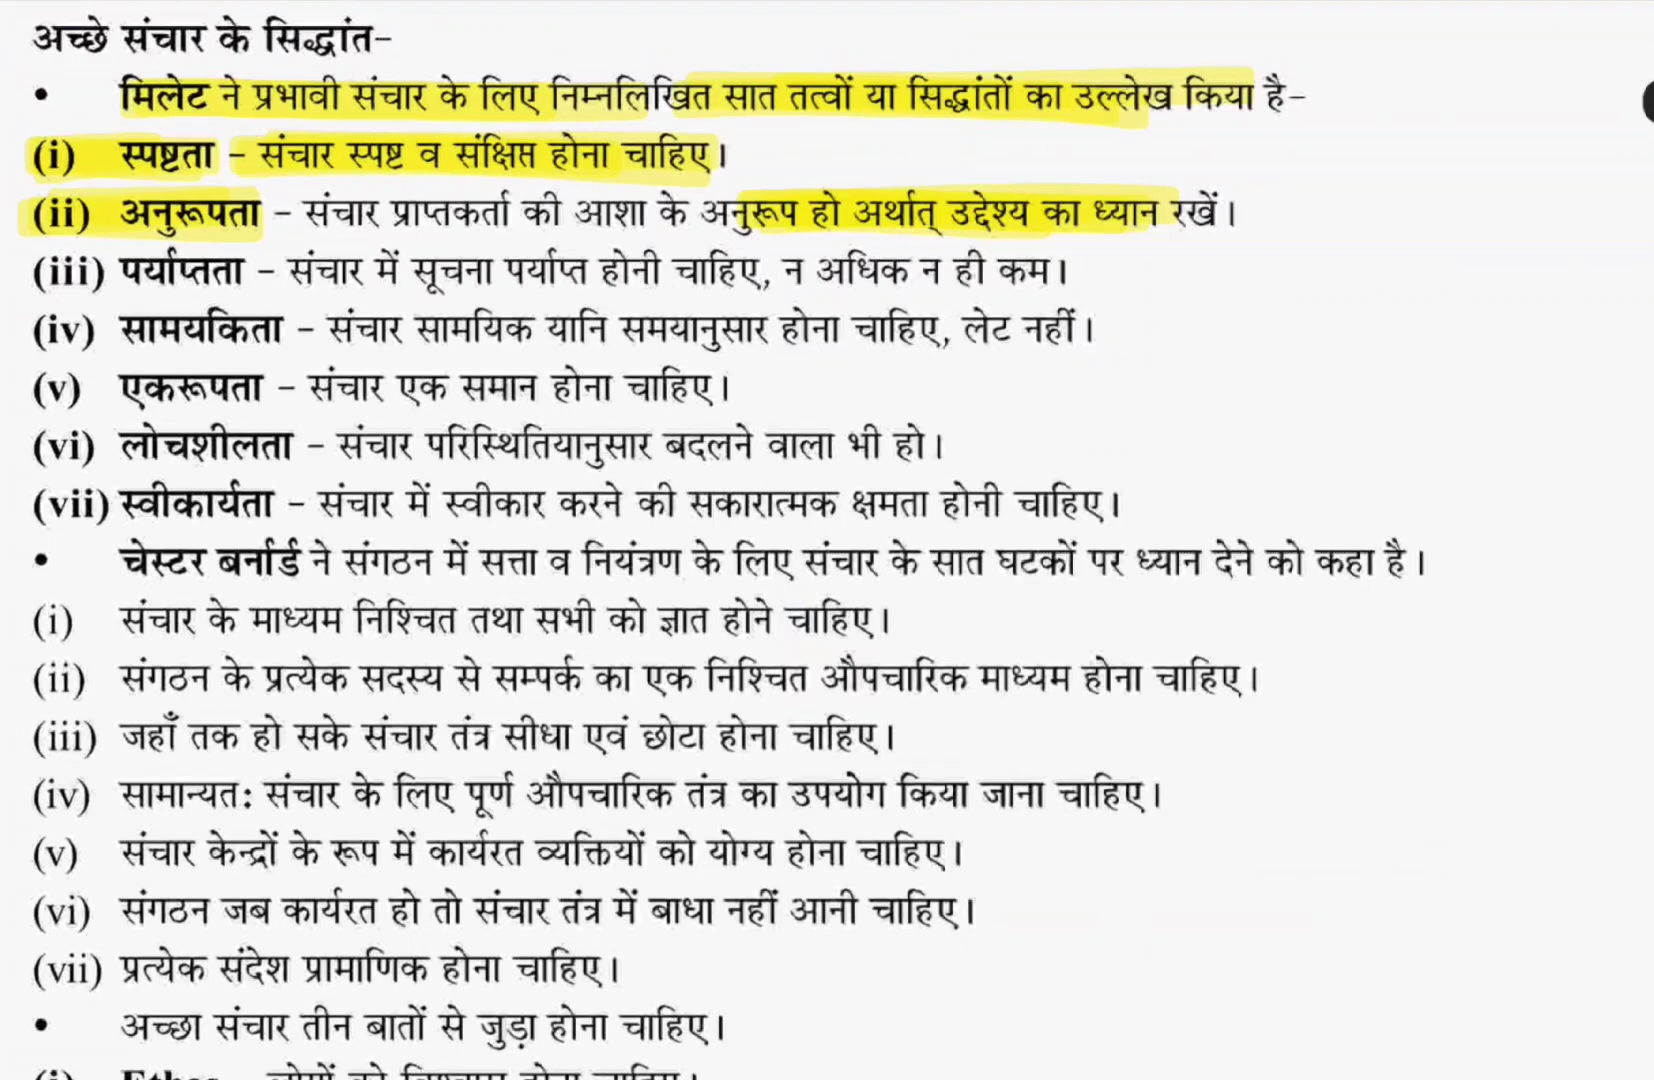 अच्छे संचार के सिद्धांत–
• मिलेट ने प्रभावी संचार के लिए निम्नलिखित सात तत्वों या सिद्धांतों का उल्लेख किया है–
(i) स्पष्टता – संचार स्पष्ट व संक्षिप्त होना चाहिए।
(ii) अनुरूपता – संचार प्राप्तकर्ता की आशा के अनुरूप हो अर्थात् उद्देश्य का ध्यान रखें।
(iii) पर्याप्तता – संचार में सूचना पर्याप्त होनी चाहिए, न अधिक न ही कम।
(iv) सामयकिता – संचार सामयिक यानि समयानुसार होना चाहिए, लेट नहीं।
(v) एकरूपता – संचार एक समान होना चाहिए।
(vi) लोचशीलता – संचार परिस्थितियानुसार बदलने वाला भी हो।
(vii) स्वीकार्यता – संचार में स्वीकार करने की सकारात्मक क्षमता होनी चाहिए।
• चेस्टर बर्नार्ड ने संगठन में सत्ता व नियंत्रण के लिए संचार के सात घटकों पर ध्यान देने को कहा है।
(i) संचार के माध्यम निश्चित तथा सभी को ज्ञात होने चाहिए।
(ii) संगठन के प्रत्येक सदस्य से सम्पर्क का एक निश्चित औपचारिक माध्यम होना चाहिए।
(iii) जहाँ तक हो सके संचार तंत्र सीधा एवं छोटा होना चाहिए।
(iv) सामान्यत: संचार के लिए पूर्ण औपचारिक तंत्र का उपयोग किया जाना चाहिए।
(v) संचार केन्द्रों के रूप में कार्यरत व्यक्तियों को योग्य होना चाहिए।
(vi) संगठन जब कार्यरत हो तो संचार तंत्र में बाधा नहीं आनी चाहिए।
(vii) प्रत्येक संदेश प्रामाणिक होना चाहिए।
• अच्छा संचार तीन बातों से जुड़ा होना चाहिए।